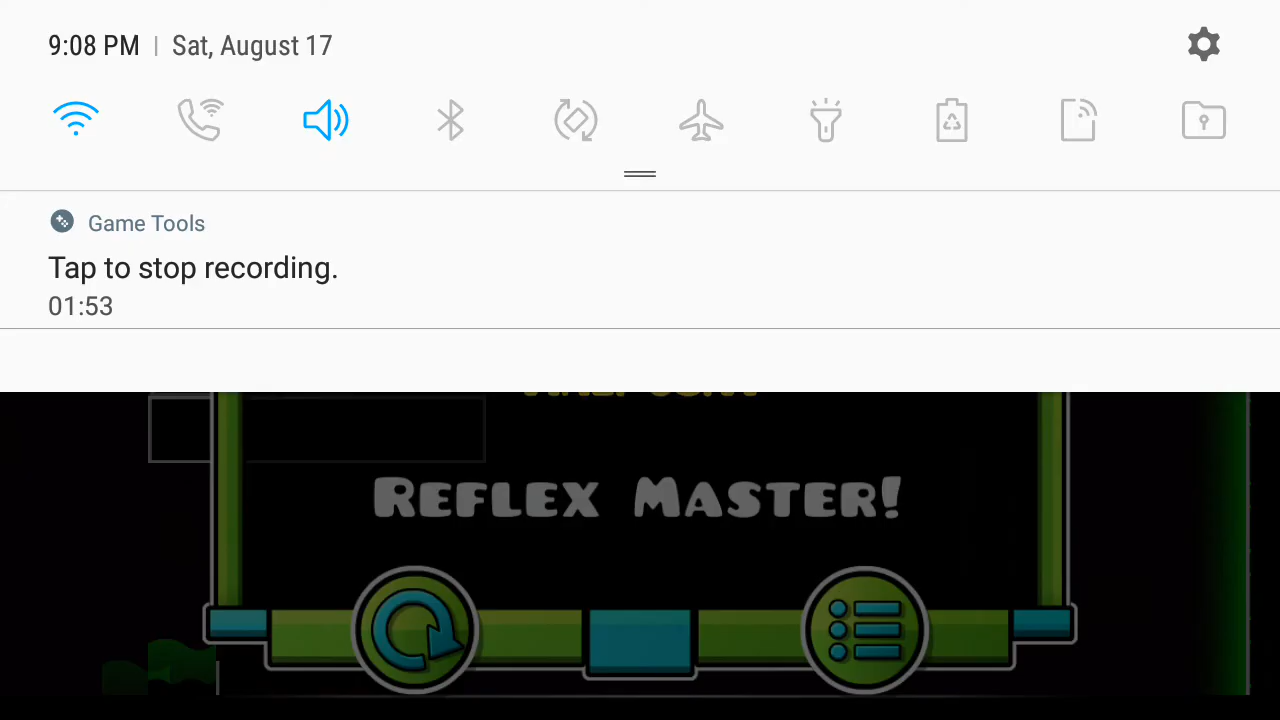 9:08 PM | Sat, August 17
Game Tools
Tap to stop recording.
01:53
Reflex Master!